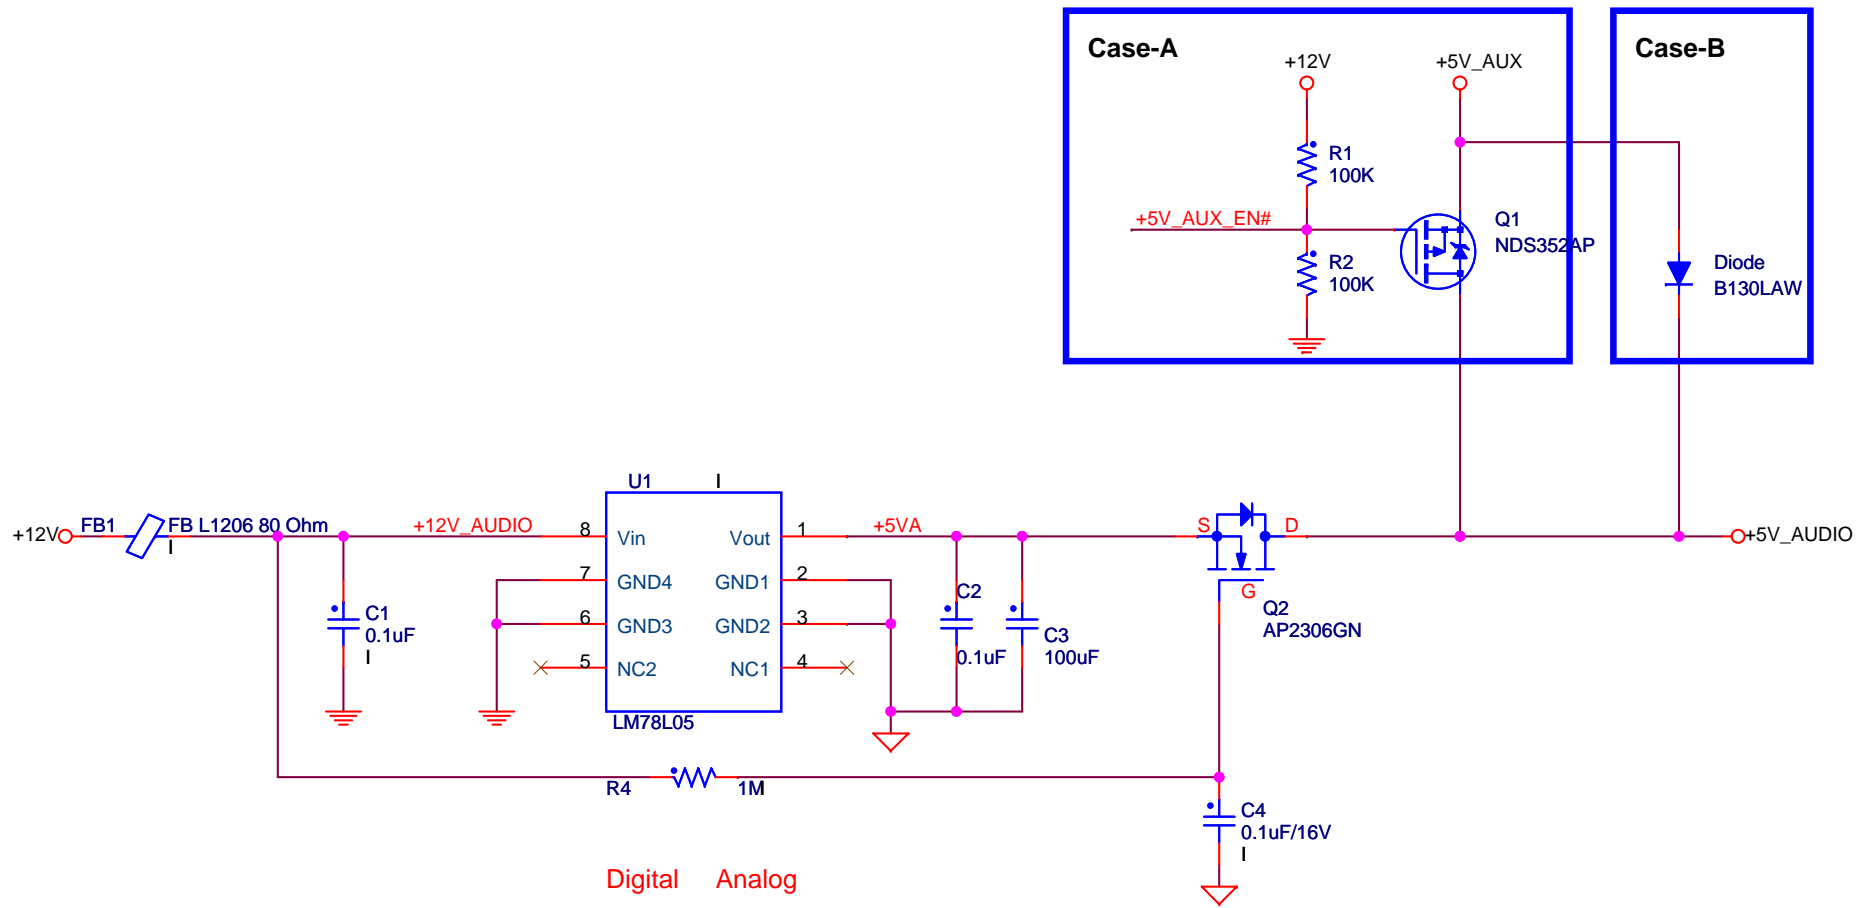 Case-A
Case-B
+12V
+5V_AUX
R1
100K
+5V_AUX_EN#
R2
100K
Q1
NDS352AP
Diode
B130LAW
U1
I
+12V
FB1
FB L1206 80 Ohm
I
+12V_AUDIO
8
Vin
Vout
1
+5VA
S
D
+5V_AUDIO
7
GND4
GND1
2
C2
G
Q2
AP2306GN
C1
0.1uF
I
6
GND3
GND2
3
C3
100uF
0.1uF
5
NC2
NC1
4
LM78L05
R4
1M
C4
0.1uF/16V
I
Digital
Analog